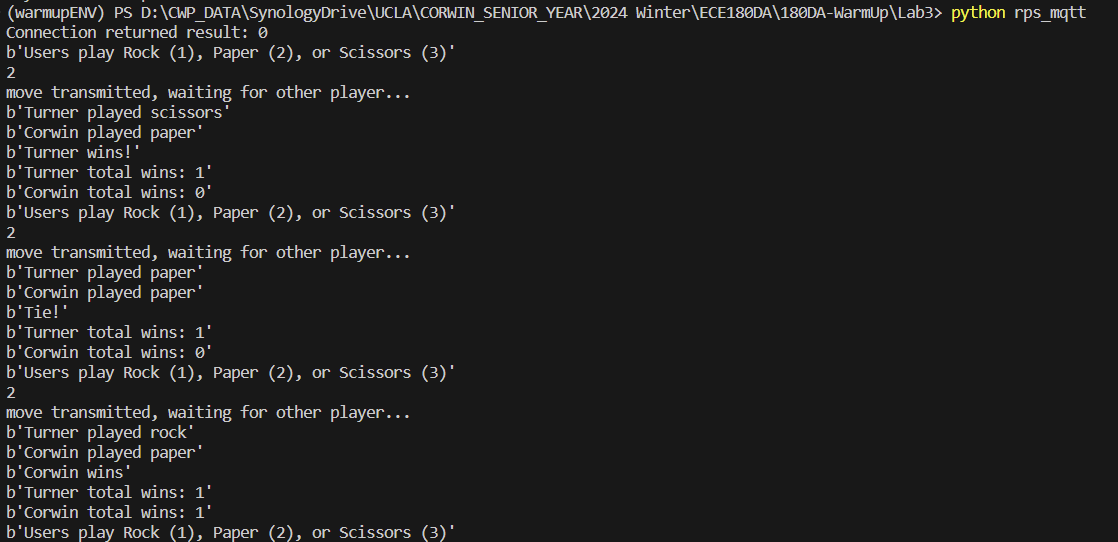 (warmupENV) PS D:\CWP_DATA\SynologyDrive\UCLA\CORWIN_SENIOR_YEAR\2024 Winter\ECE180DA\180DA-WarmUp\Lab3> python rps_mqtt
Connection returned result: 0
b'Users play Rock (1), Paper (2), or Scissors (3)'
2
move transmitted, waiting for other player...
b'Turner played scissors'
b'Corwin played paper'
b'Turner wins!'
b'Turner total wins: 1'
b'Corwin total wins: 0'
b'Users play Rock (1), Paper (2), or Scissors (3)'
2
move transmitted, waiting for other player...
b'Turner played paper'
b'Corwin played paper'
b'Tie!'
b'Turner total wins: 1'
b'Corwin total wins: 0'
b'Users play Rock (1), Paper (2), or Scissors (3)'
2
move transmitted, waiting for other player...
b'Turner played rock'
b'Corwin played paper'
b'Corwin wins'
b'Turner total wins: 1'
b'Corwin total wins: 1'
b'Users play Rock (1), Paper (2), or Scissors (3)'